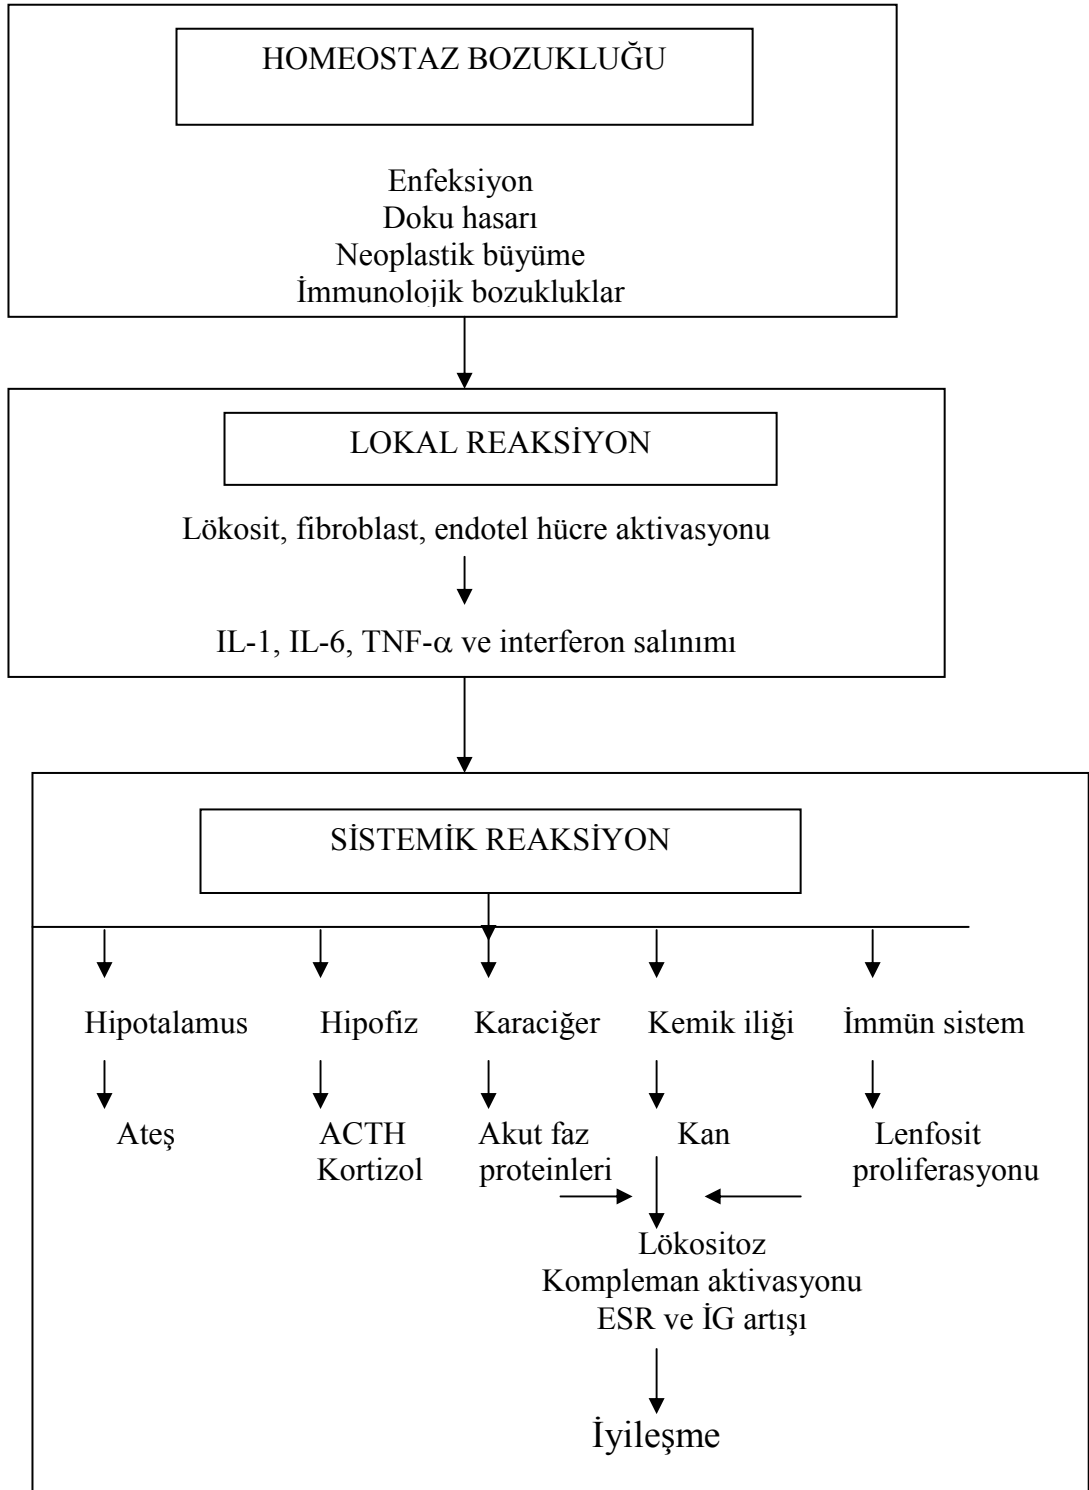 HOMEOSTAZ BOZUKLUĞU
Enfeksiyon
Doku hasarı
Neoplastik büyüme
İmmunolojik bozukluklar
LOKAL REAKSİYON
Lökosit, fibroblast, endotel hücre aktivasyonu
IL-1, IL-6, TNF-α ve interferon salınımı
SİSTEMİK REAKSİYON
Hipotalamus Hipofiz Karaciğer Kemik iliği İmmün sistem
Ateş ACTH Akut faz Kan Lenfosit
Kortizol proteinleri proliferasyonu
Lökositoz
Kompleman aktivasyonu
ESR ve İG artışı
İyileşme